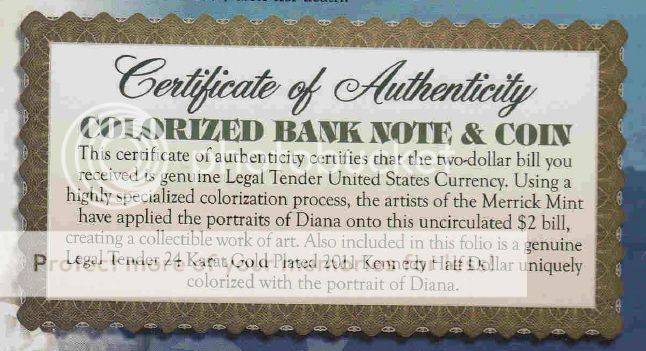 Certificate of Authenticity
COLORIZED BANK NOTE & COIN
This certificate of authenticity certifies that the two-dollar bill you
received is genuine Legal Tender United States Currency. Using a
highly specialized colorization process, the artists of the Merrick Mint
have applied the portraits of Diana onto this uncirculated $2 bill,
creating a collectible work of art. Also included in this folio is a genuine
Legal Tender 24 Karat Gold Plated 2011 Kennedy Half Dollar uniquely
colorized with the portrait of Diana.
photobucket